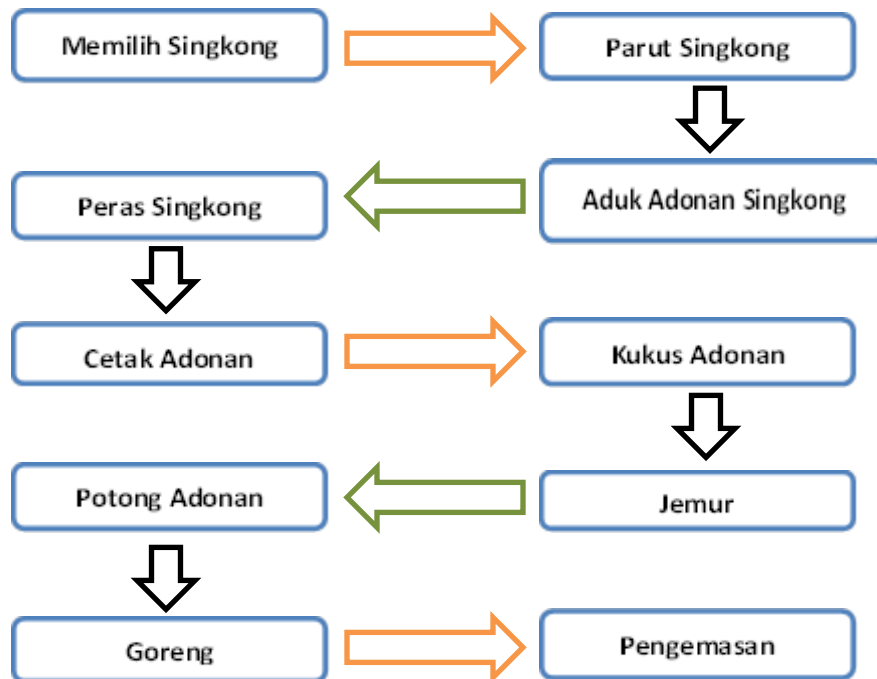 Memilih Singkong
Parut Singkong
Aduk Adonan Singkong
Peras Singkong
Cetak Adonan
Kukus Adonan
Jemur
Potong Adonan
Goreng
Pengemasan